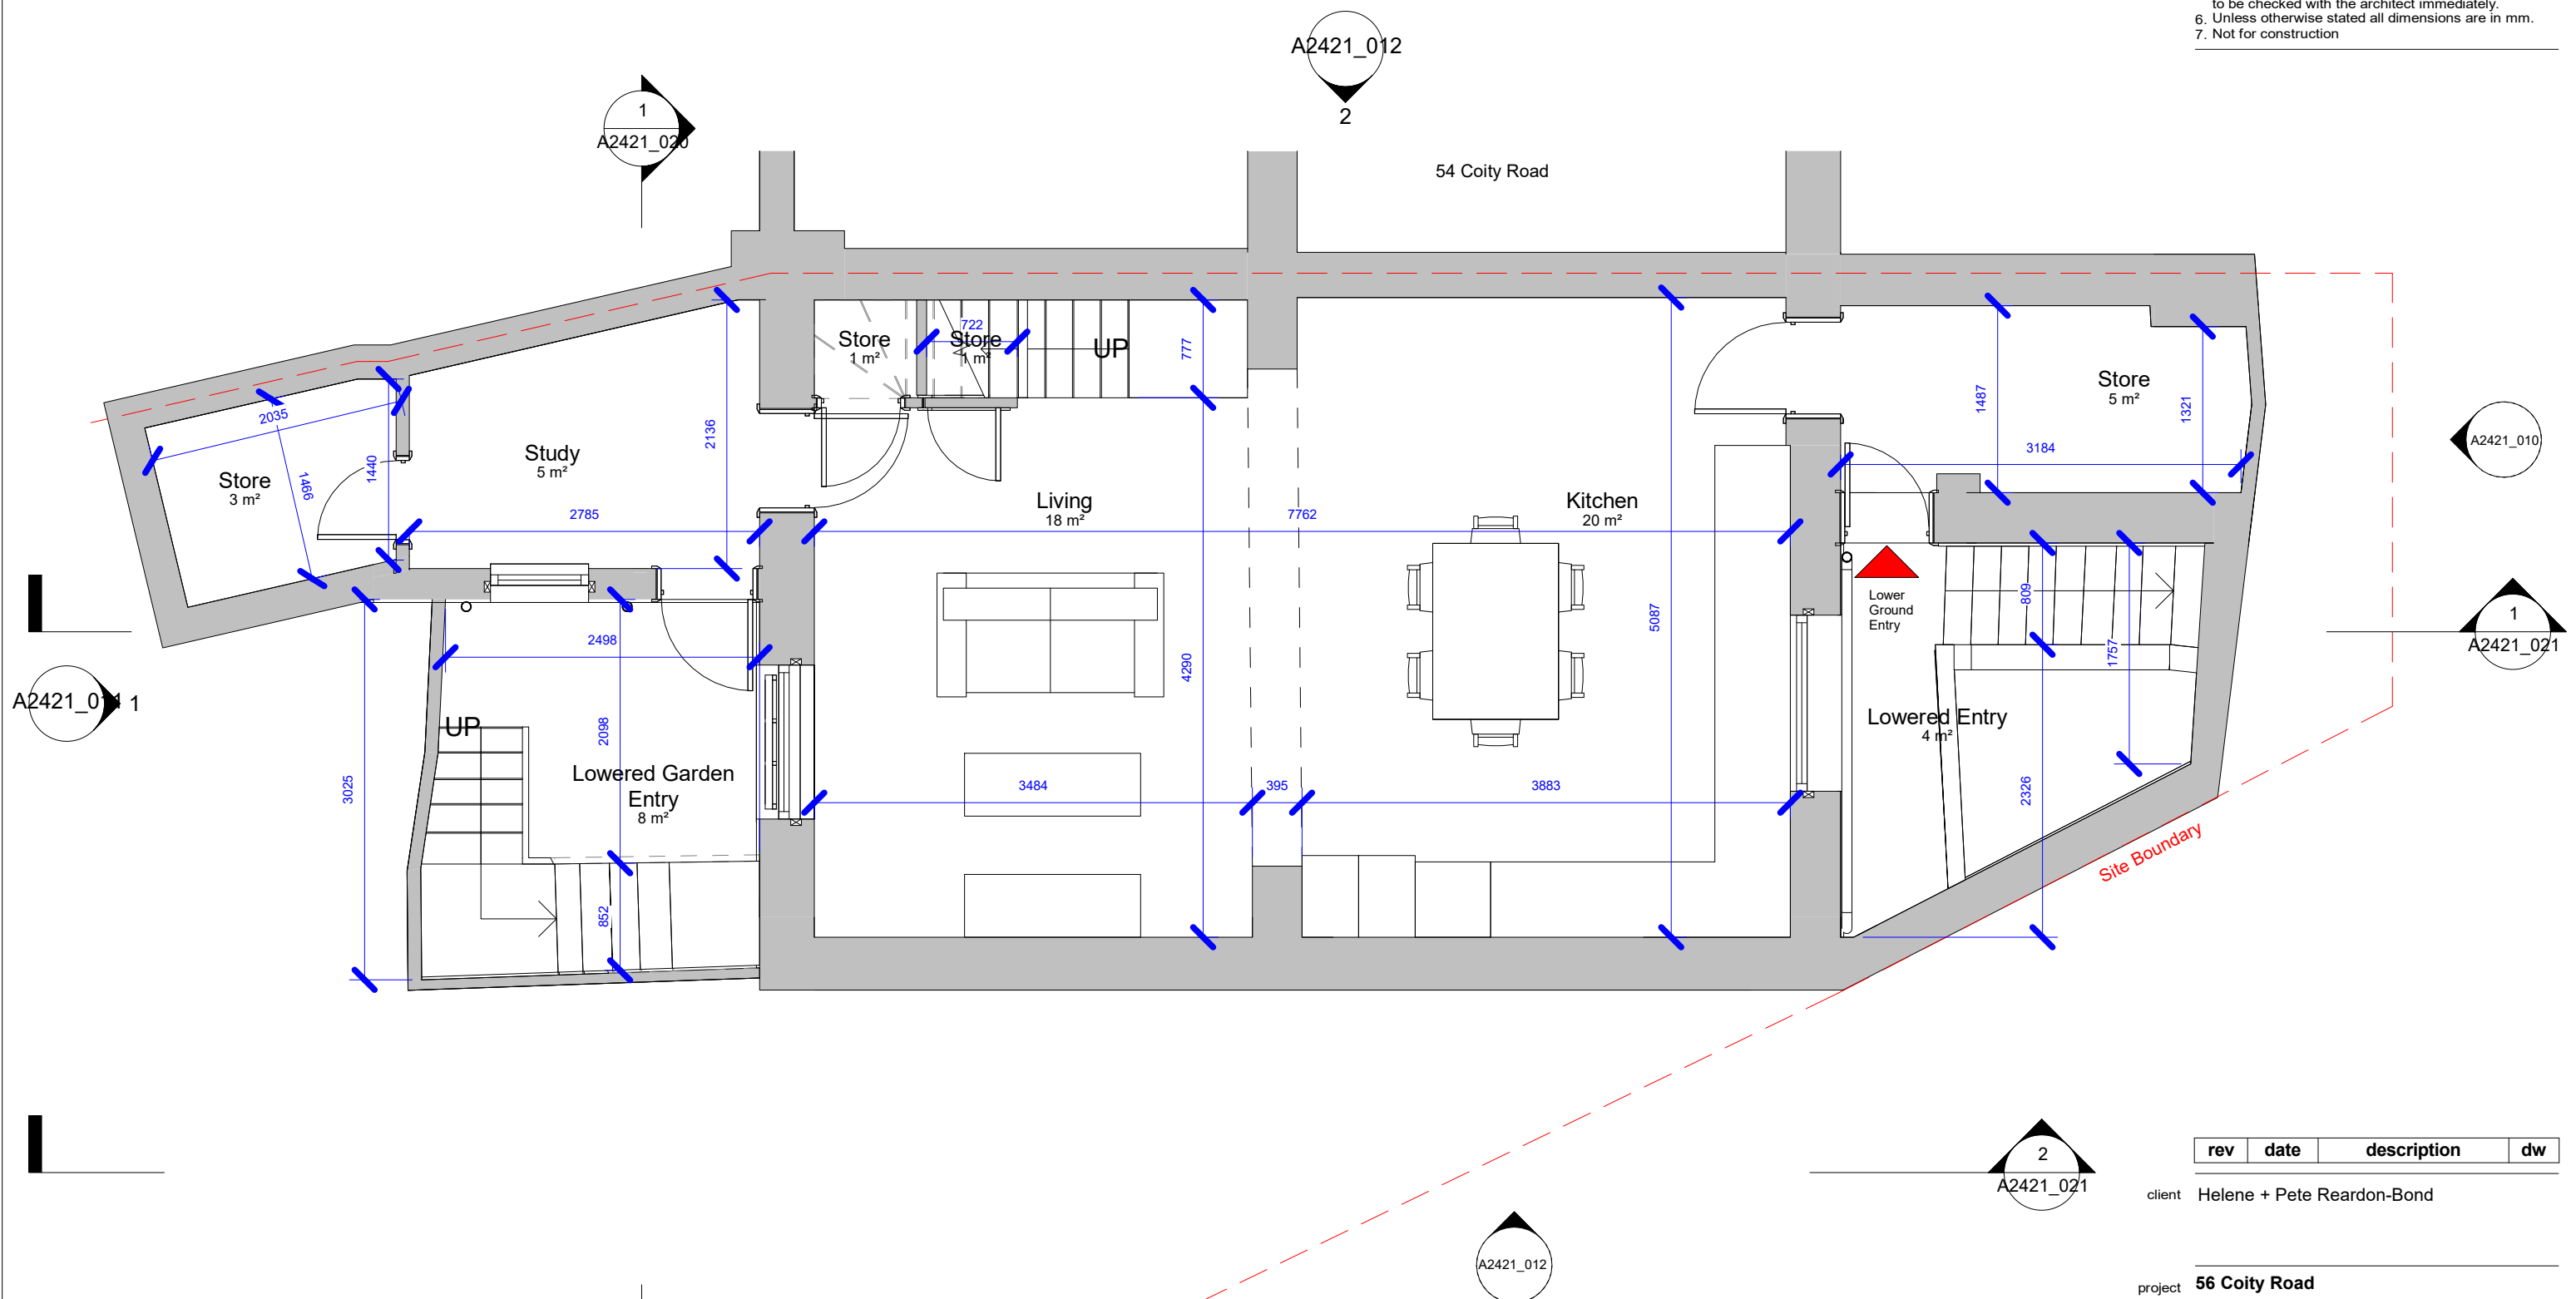 to be checked with the architect immediately.
6. Unless otherwise stated all dimensions are in mm.
7. Not for construction
A2421_012
2
1
A2421_020
54 Coity Road
Store
1 m²
722
Store
1 m²
UP
777
2035
1440
1466
Store
3 m²
Study
5 m²
2136
2785
Living
18 m²
7762
Kitchen
20 m²
1487
Store
5 m²
1321
3184
A2421_010
Lower
Ground
Entry
809
1757
1
A2421_021
2498
5087
4290
A2421_011
1
UP
2098
Lowered Garden
Entry
8 m²
3025
852
3484
395
3883
Lowered Entry
4 m²
2326
Site Boundary
2
A2421_021
A2421_012
rev date description dw
client Helene + Pete Reardon-Bond
project 56 Coity Road